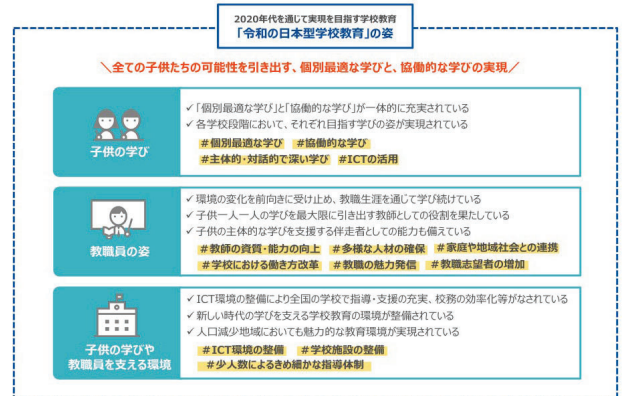 2020年代を通じて実現を目指す学校教育
「令和の日本型学校教育」の姿
＼全ての子供たちの可能性を引き出す、個別最適な学びと、協働的な学びの実現／
子供の学び
✓「個別最適な学び」と「協働的な学び」が一体的に充実されている
✓各学校段階において、それぞれ目指す学びの姿が実現されている
#個別最適な学び #協働的な学び
#主体的・対話的で深い学び #ICTの活用
教職員の姿
✓環境の変化を前向きに受け止め、教職生涯を通じて学び続けている
✓子供一人一人の学びを最大限に引き出す教師としての役割を果たしている
✓子供の主体的な学びを支援する伴走者としての能力も備えている
#教師の資質・能力の向上 #多様な人材の確保 #家庭や地域社会との連携
#学校における働き方改革 #教職の魅力発信 #教職志望者の増加
子供の学びや
教職員を支える環境
✓ICT環境の整備により全国の学校で指導・支援の充実、校務の効率化等がなされている
✓新しい時代の学びを支える学校教育の環境が整備されている
✓人口減少地域においても魅力的な教育環境が実現されている
#ICT環境の整備 #学校施設の整備
#少人数によるきめ細かな指導体制